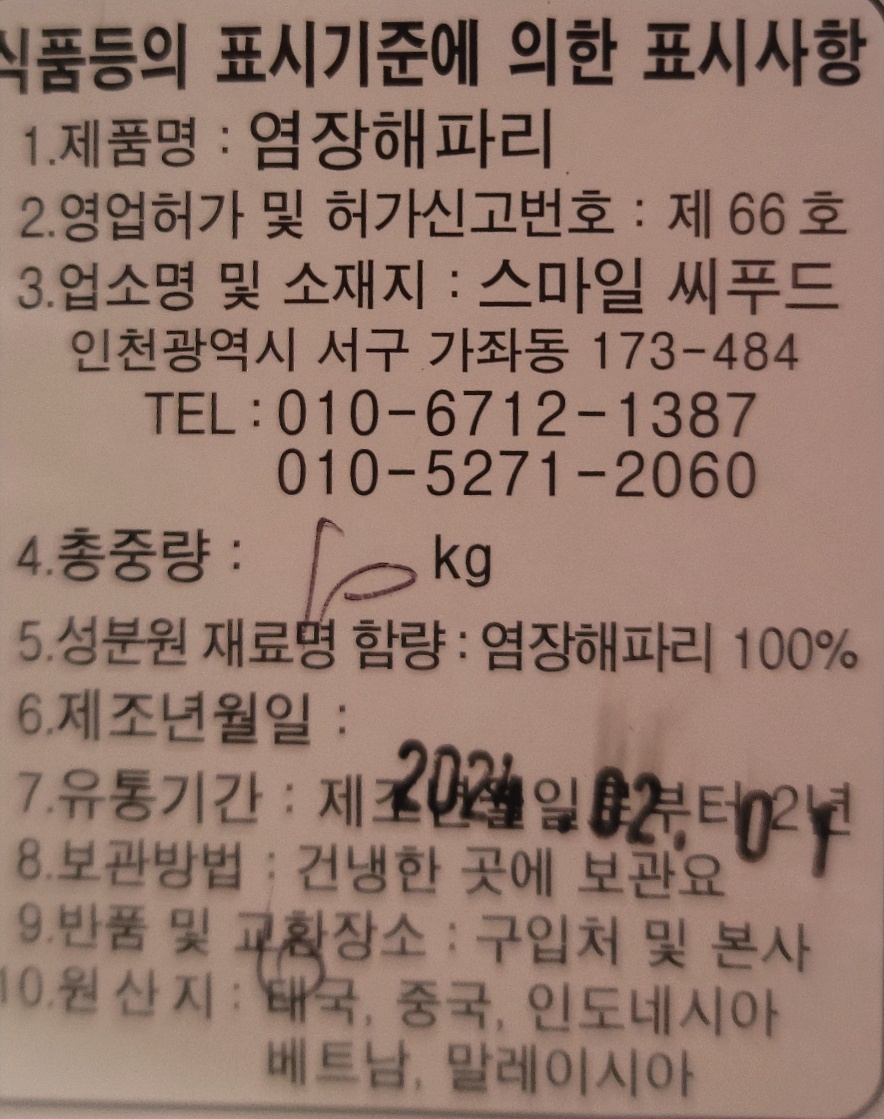 식품등의 표시기준에 의한 표시사항
1.제품명 : 염장해파리
2.영업허가 및 허가신고번호 : 제 66 호
3.업소명 및 소재지 : 스마일 씨푸드
인천광역시 서구 가좌동 173-484
TEL : 010-6712-1387
010-5271-2060
4.총중량 : 10 kg
5.성분원 재료명 함량 : 염장해파리 100%
6.제조년월일 :
2024.02.01
7.유통기간 : 제조년월일로부터 2년
8.보관방법 : 건냉한 곳에 보관요
9.반품 및 교환장소 : 구입처 및 본사
10.원 산 지 : 태국, 중국, 인도네시아
베트남, 말레이시아